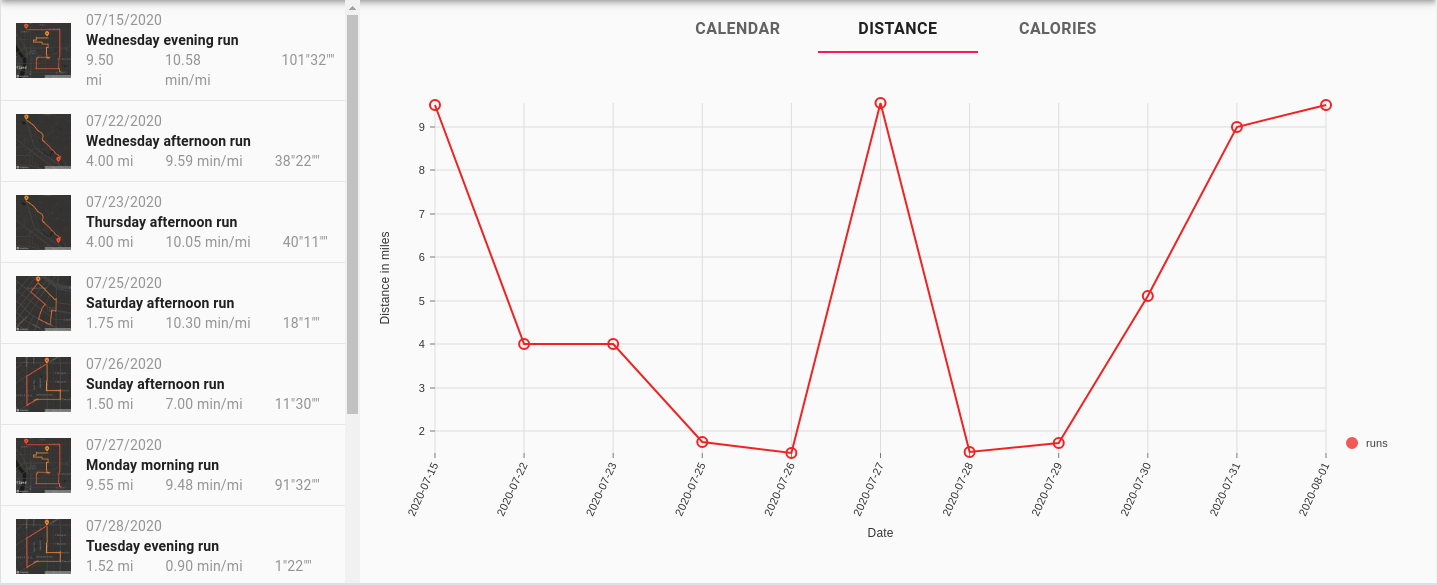 07/15/2020
Wednesday evening run
9.50 mi 10.58 min/mi 101"32""
07/22/2020
Wednesday afternoon run
4.00 mi 9.59 min/mi 38"22""
07/23/2020
Thursday afternoon run
4.00 mi 10.05 min/mi 40"11""
07/25/2020
Saturday afternoon run
1.75 mi 10.30 min/mi 18"1""
07/26/2020
Sunday afternoon run
1.50 mi 7.00 min/mi 11"30""
07/27/2020
Monday morning run
9.55 mi 9.48 min/mi 91"32""
07/28/2020
Tuesday evening run
1.52 mi 0.90 min/mi 1"22""
CALENDAR DISTANCE CALORIES
Distance in miles
9
8
7
6
5
4
3
2
2020-07-15 2020-07-22 2020-07-23 2020-07-25 2020-07-26 2020-07-27 2020-07-28 2020-07-29 2020-07-30 2020-07-31 2020-08-01
Date
runs